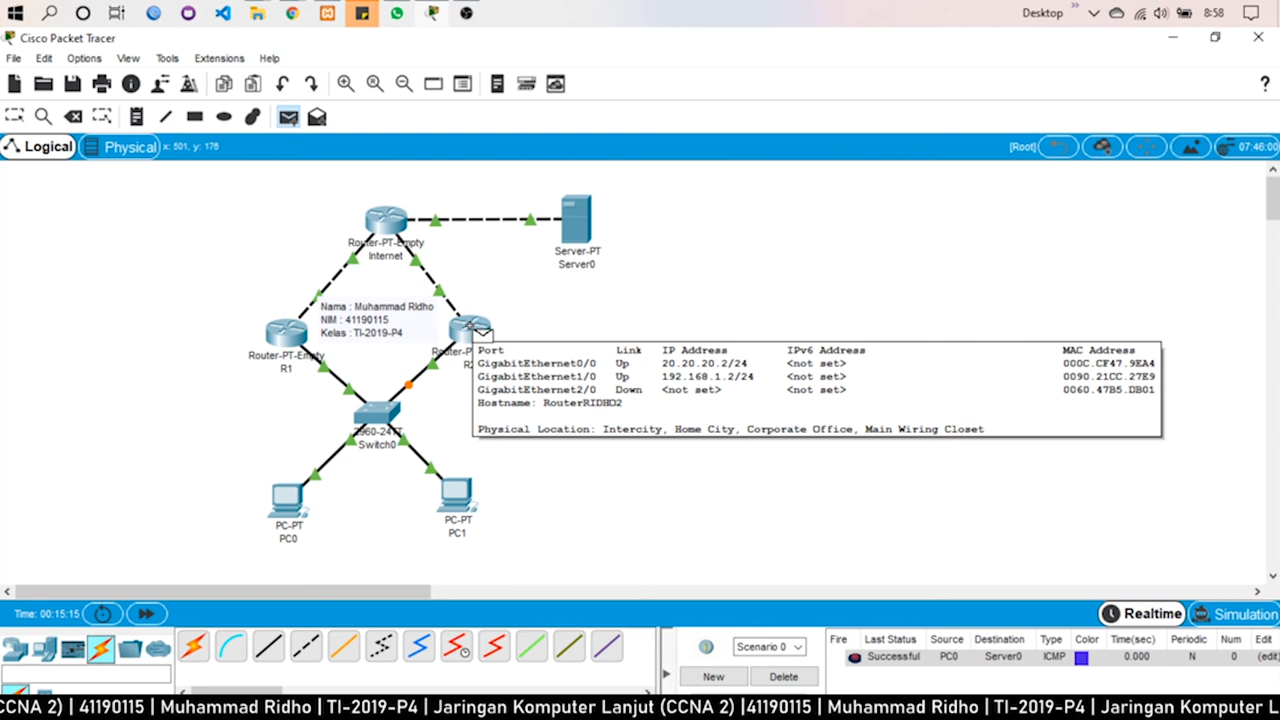 Desktop
8:58
Cisco Packet Tracer
File Edit Options View Tools Extensions Help
Logical Physical x: 501, y: 176 [Root] 07:46:00
Router-PT-Empty
Internet
Server-PT
Server0
Nama : Muhammad Ridho
NIM : 41190115
Kelas : TI-2019-P4
Router-PT-Empty
R1
Router-P
Port Link IP Address IPv6 Address MAC Address
GigabitEthernet0/0 Up 20.20.20.2/24 <not set> 000C.CF47.9EA4
GigabitEthernet1/0 Up 192.168.1.2/24 <not set> 0090.21CC.27E9
GigabitEthernet2/0 Down <not set> <not set> 0060.47B5.DB01
Hostname: RouterRIDHO2
Physical Location: Intercity, Home City, Corporate Office, Main Wiring Closet
2960-24TT
Switch0
PC-PT
PC0
PC-PT
PC1
Time: 00:15:15 Realtime Simulation
Scenario 0
New Delete
Fire Last Status Source Destination Type Color Time(sec) Periodic Num Edit
Successful PC0 Server0 ICMP 0.000 N 0 (edit)
CCNA 2) | 41190115 | Muhammad Ridho | TI-2019-P4 | Jaringan Komputer Lanjut (CCNA 2) |41190115 | Muhammad Ridho | TI-2019-P4 | Jaringan Komputer L